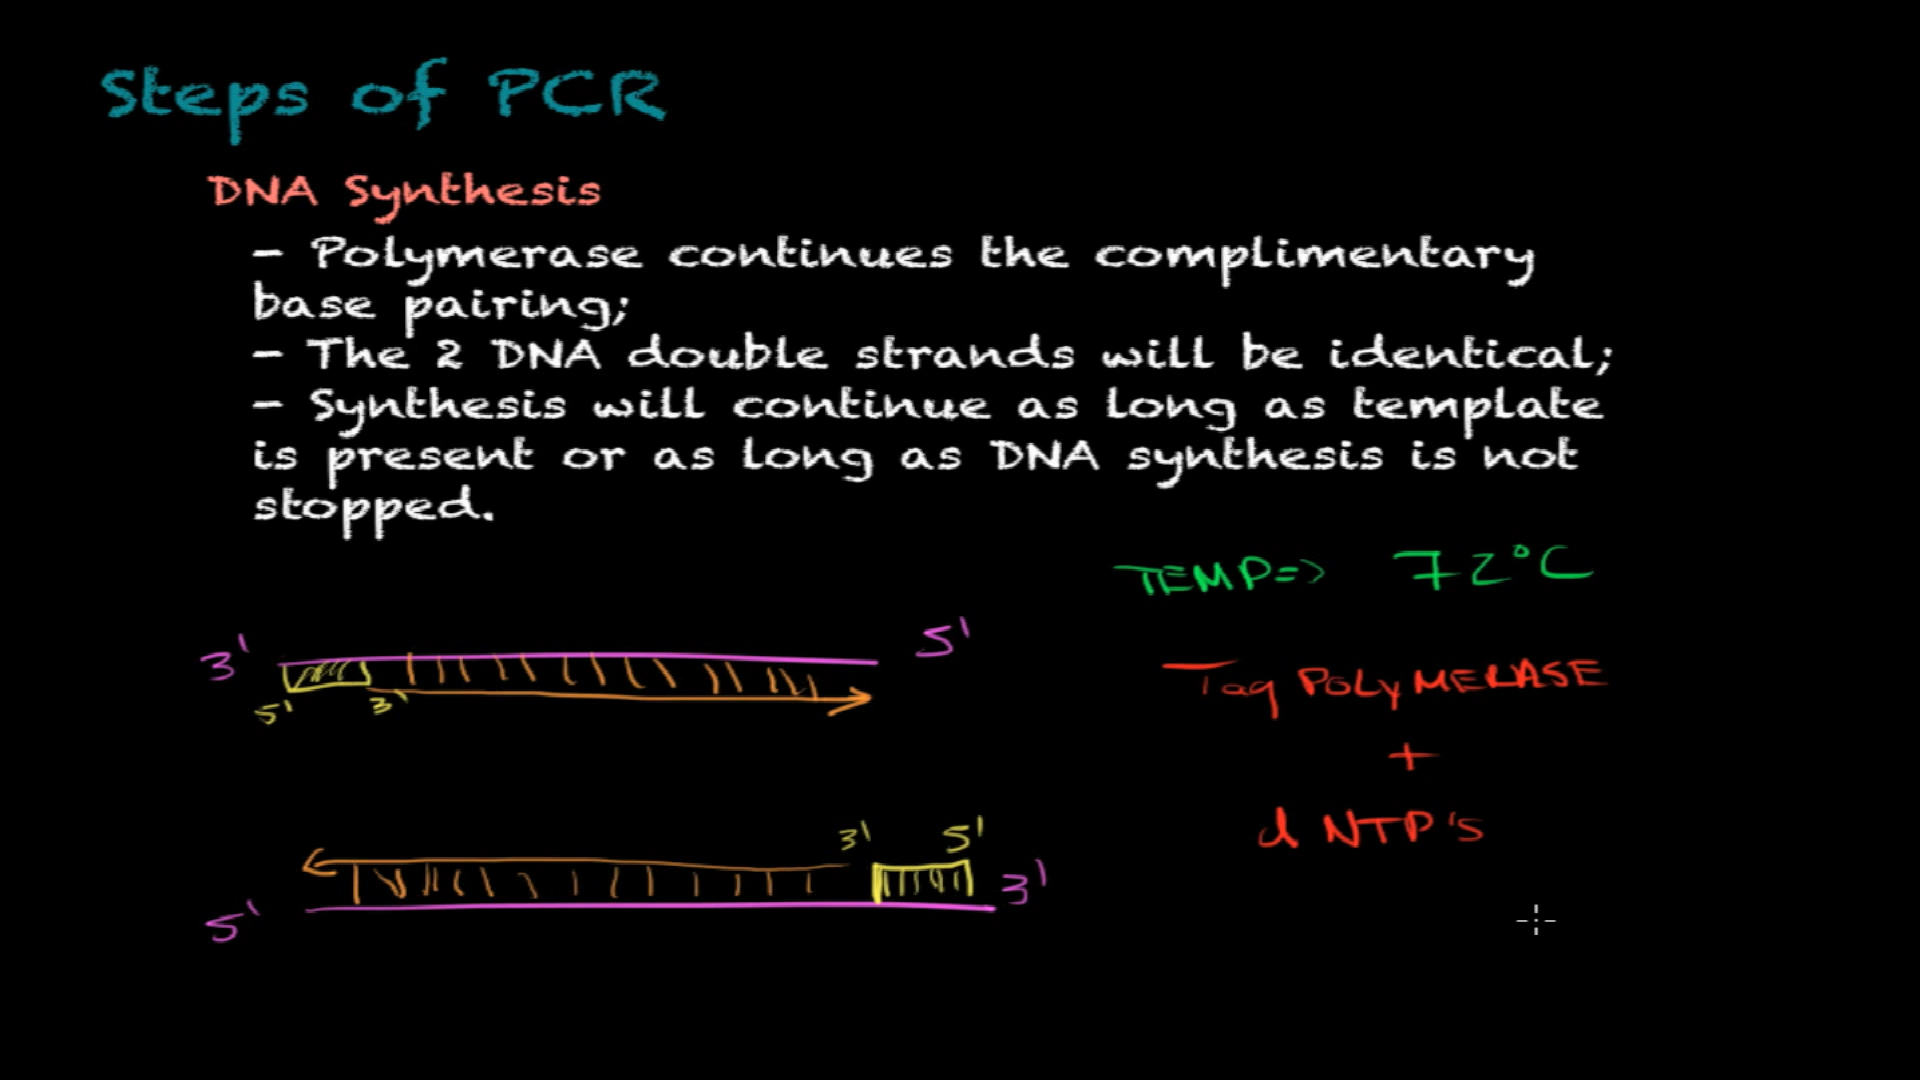 Steps of PCR
DNA Synthesis
- Polymerase continues the complimentary
base pairing;
- The 2 DNA double strands will be identical;
- Synthesis will continue as long as template
is present or as long as DNA synthesis is not
stopped.
TEMP=> 72°C
3' 5'
5' 3'
Taq POLYMERASE
+
dNTP's
3' 5'
3'
5'